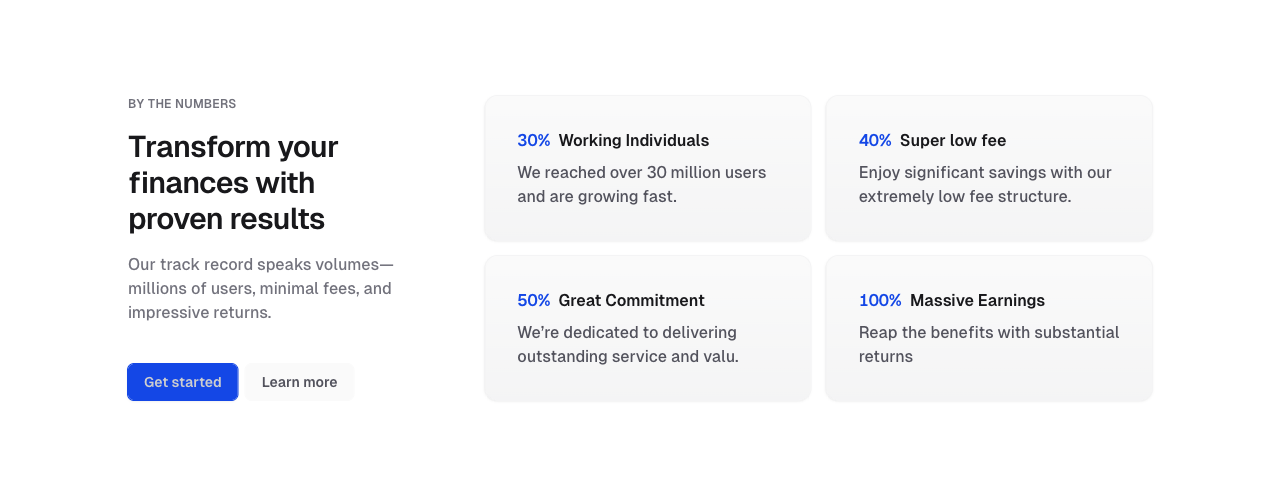 BY THE NUMBERS
Transform your
finances with
proven results
Our track record speaks volumes—
millions of users, minimal fees, and
impressive returns.
Get started
Learn more
30% Working Individuals
We reached over 30 million users
and are growing fast.
40% Super low fee
Enjoy significant savings with our
extremely low fee structure.
50% Great Commitment
We’re dedicated to delivering
outstanding service and valu.
100% Massive Earnings
Reap the benefits with substantial
returns